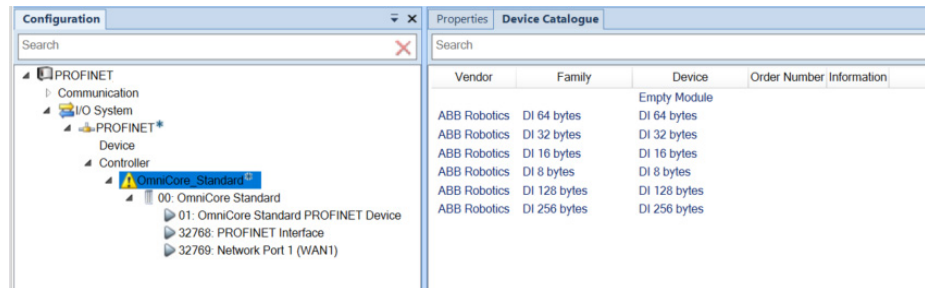 Configuration
Search
PROFINET
Communication
I/O System
PROFINET*
Device
Controller
OmniCore_Standard
00: OmniCore Standard
01: OmniCore Standard PROFINET Device
32768: PROFINET Interface
32769: Network Port 1 (WAN1)
Properties Device Catalogue
Search
Vendor Family Device Order Number Information
Empty Module
ABB Robotics DI 64 bytes DI 64 bytes
ABB Robotics DI 32 bytes DI 32 bytes
ABB Robotics DI 16 bytes DI 16 bytes
ABB Robotics DI 8 bytes DI 8 bytes
ABB Robotics DI 128 bytes DI 128 bytes
ABB Robotics DI 256 bytes DI 256 bytes